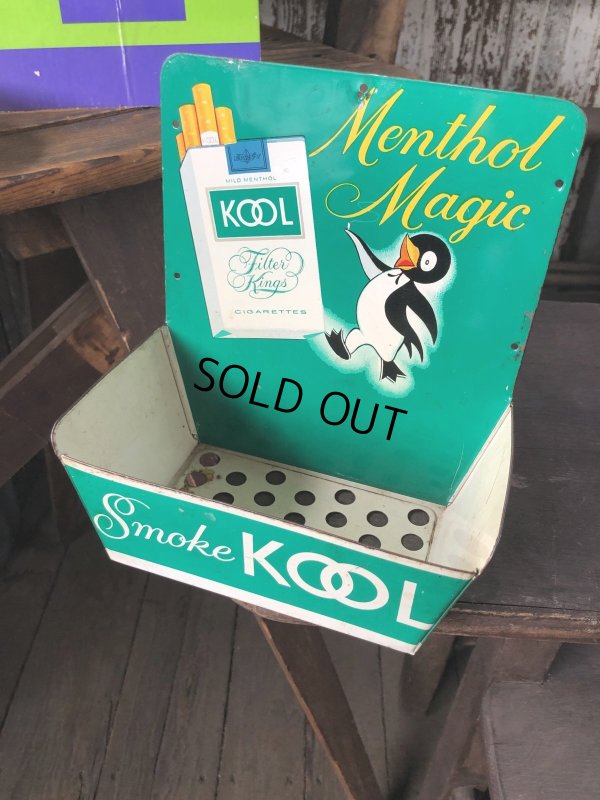 Menthol
Magic
MILD MENTHOL
KOOL
Filter
Kings
CIGARETTES
SOLD OUT
Smoke KOOL